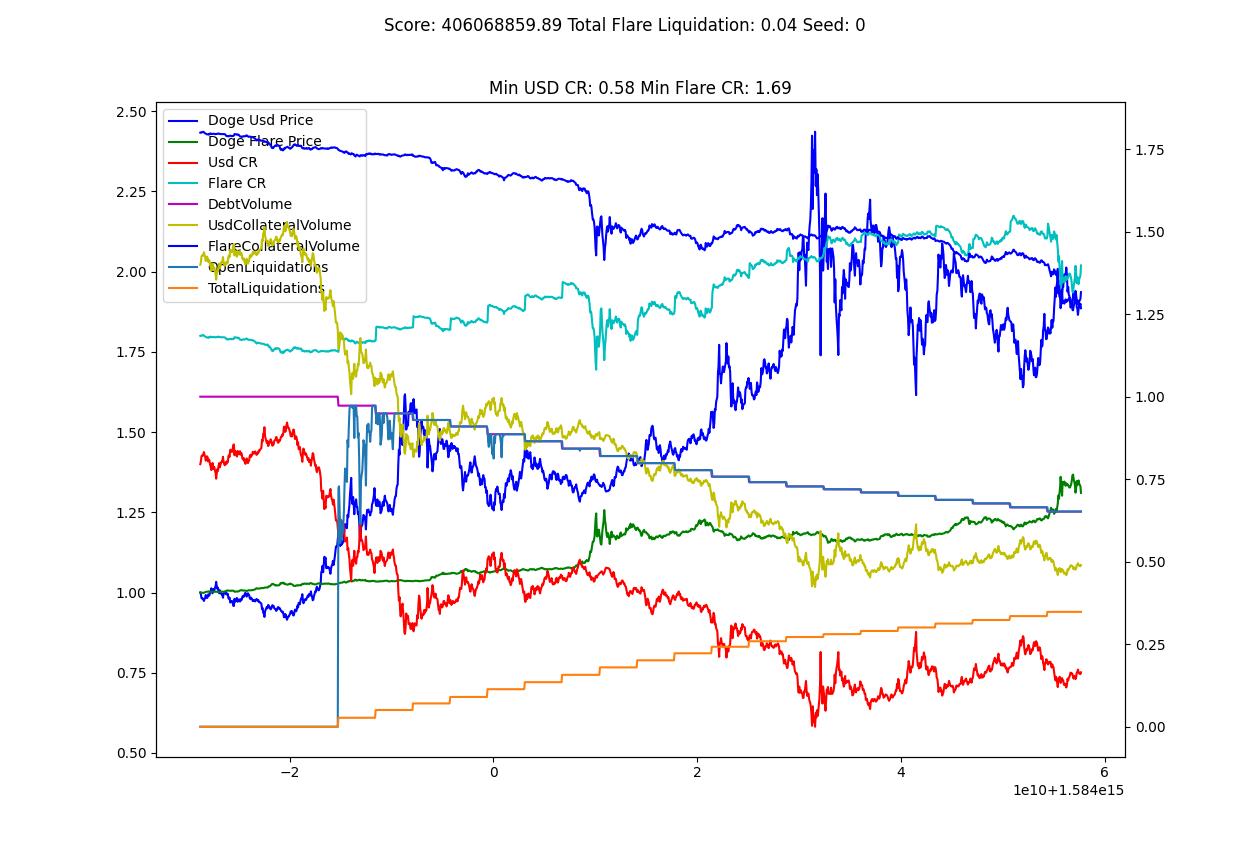 Score: 406068859.89 Total Flare Liquidation: 0.04 Seed: 0
Min USD CR: 0.58 Min Flare CR: 1.69
Doge Usd Price
Doge Flare Price
Usd CR
Flare CR
DebtVolume
UsdCollateralVolume
FlareCollateralVolume
OpenLiquidations
TotalLiquidations
2.50
2.25
2.00
1.75
1.50
1.25
1.00
0.75
0.50
1.75
1.50
1.25
1.00
0.75
0.50
0.25
0.00
−2 0 2 4 6
1e10+1.584e15